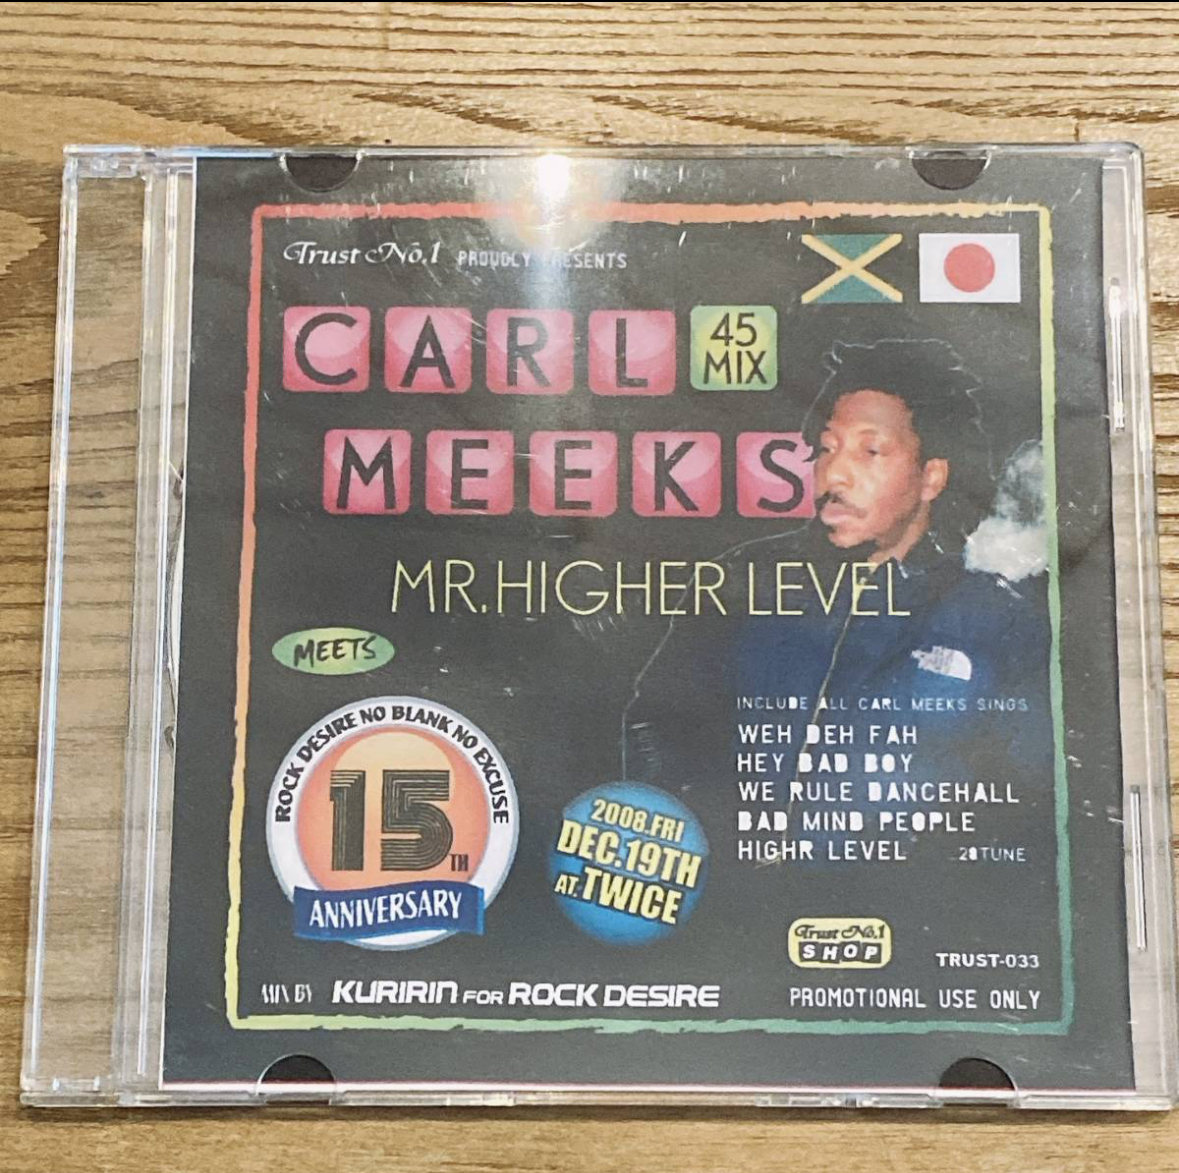 Trust No.1 PROUDLY PRESENTS
CARL 45 MIX
MEEKS'
MR.HIGHER LEVEL
MEETS
ROCK DESIRE NO BLANK NO EXCUSE
15TH
ANNIVERSARY
2008.FRI
DEC.19TH
AT.TWICE
INCLUDE ALL CARL MEEKS SINGS
WEH DEH FAH
HEY BAD BOY
WE RULE DANCEHALL
BAD MIND PEOPLE
HIGHR LEVEL 28TUNE
Trust No.1
SHOP
TRUST-033
MIX BY KURIRIN FOR ROCK DESIRE
PROMOTIONAL USE ONLY